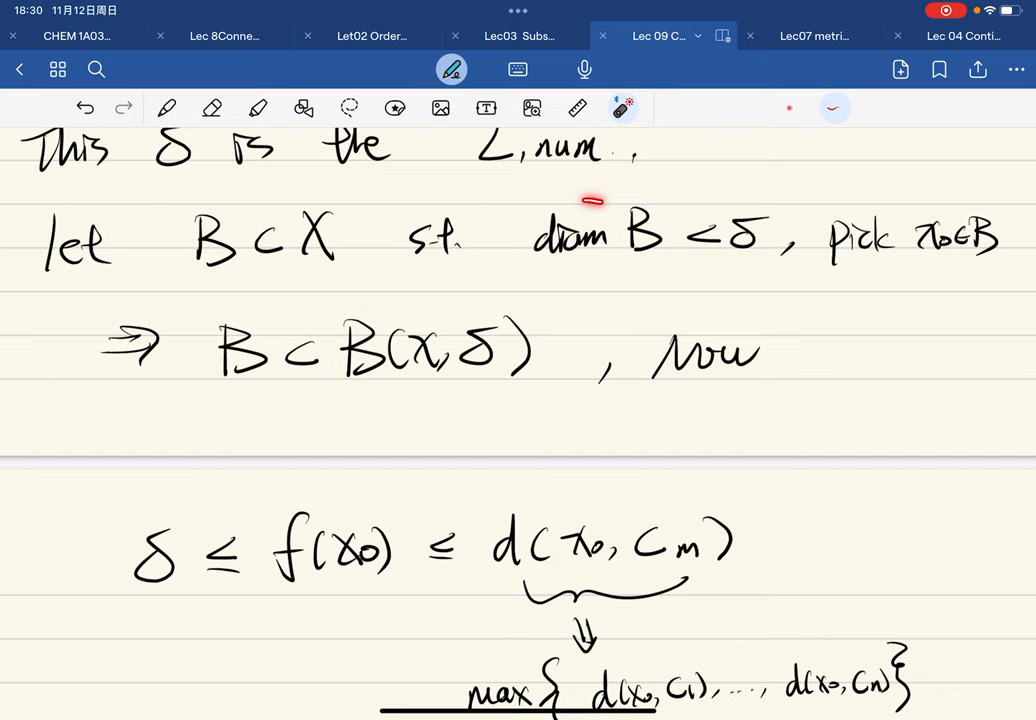 18:30 11月12日周日
CHEM 1A03... Lec 8Conne... Let02 Order... Lec03 Subs... Lec 09 C... Lec07 metri... Lec 04 Conti...
This δ is the L, num.
let B ⊂ X s.t. diam B < δ, pick x₀∈B
⇒ B ⊂ B(x, δ) , Now
δ ≤ f(x₀) ≤ d(x₀, Cₘ)
⇓
max{ d(x₀, C₁), ..., d(x₀, Cₙ)}